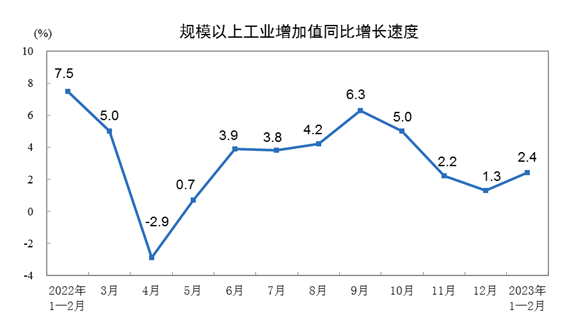 规模以上工业增加值同比增长速度
(%)
10
8
6
4
2
0
-2
-4
7.5
5.0
-2.9
0.7
3.9
3.8
4.2
6.3
5.0
2.2
1.3
2.4
2022年
1—2月
3月
4月
5月
6月
7月
8月
9月
10月
11月
12月
2023年
1—2月